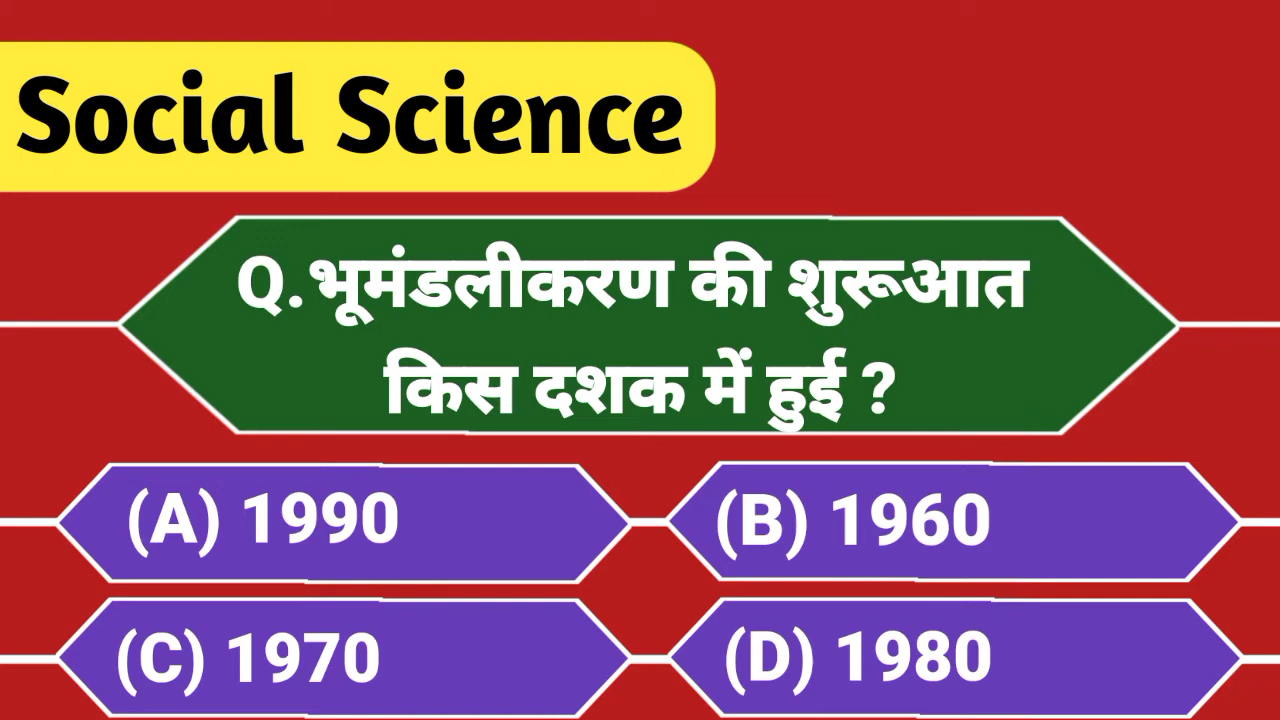 Social Science
Q.भूमंडलीकरण की शुरूआत
किस दशक में हुई ?
(A) 1990
(B) 1960
(C) 1970
(D) 1980